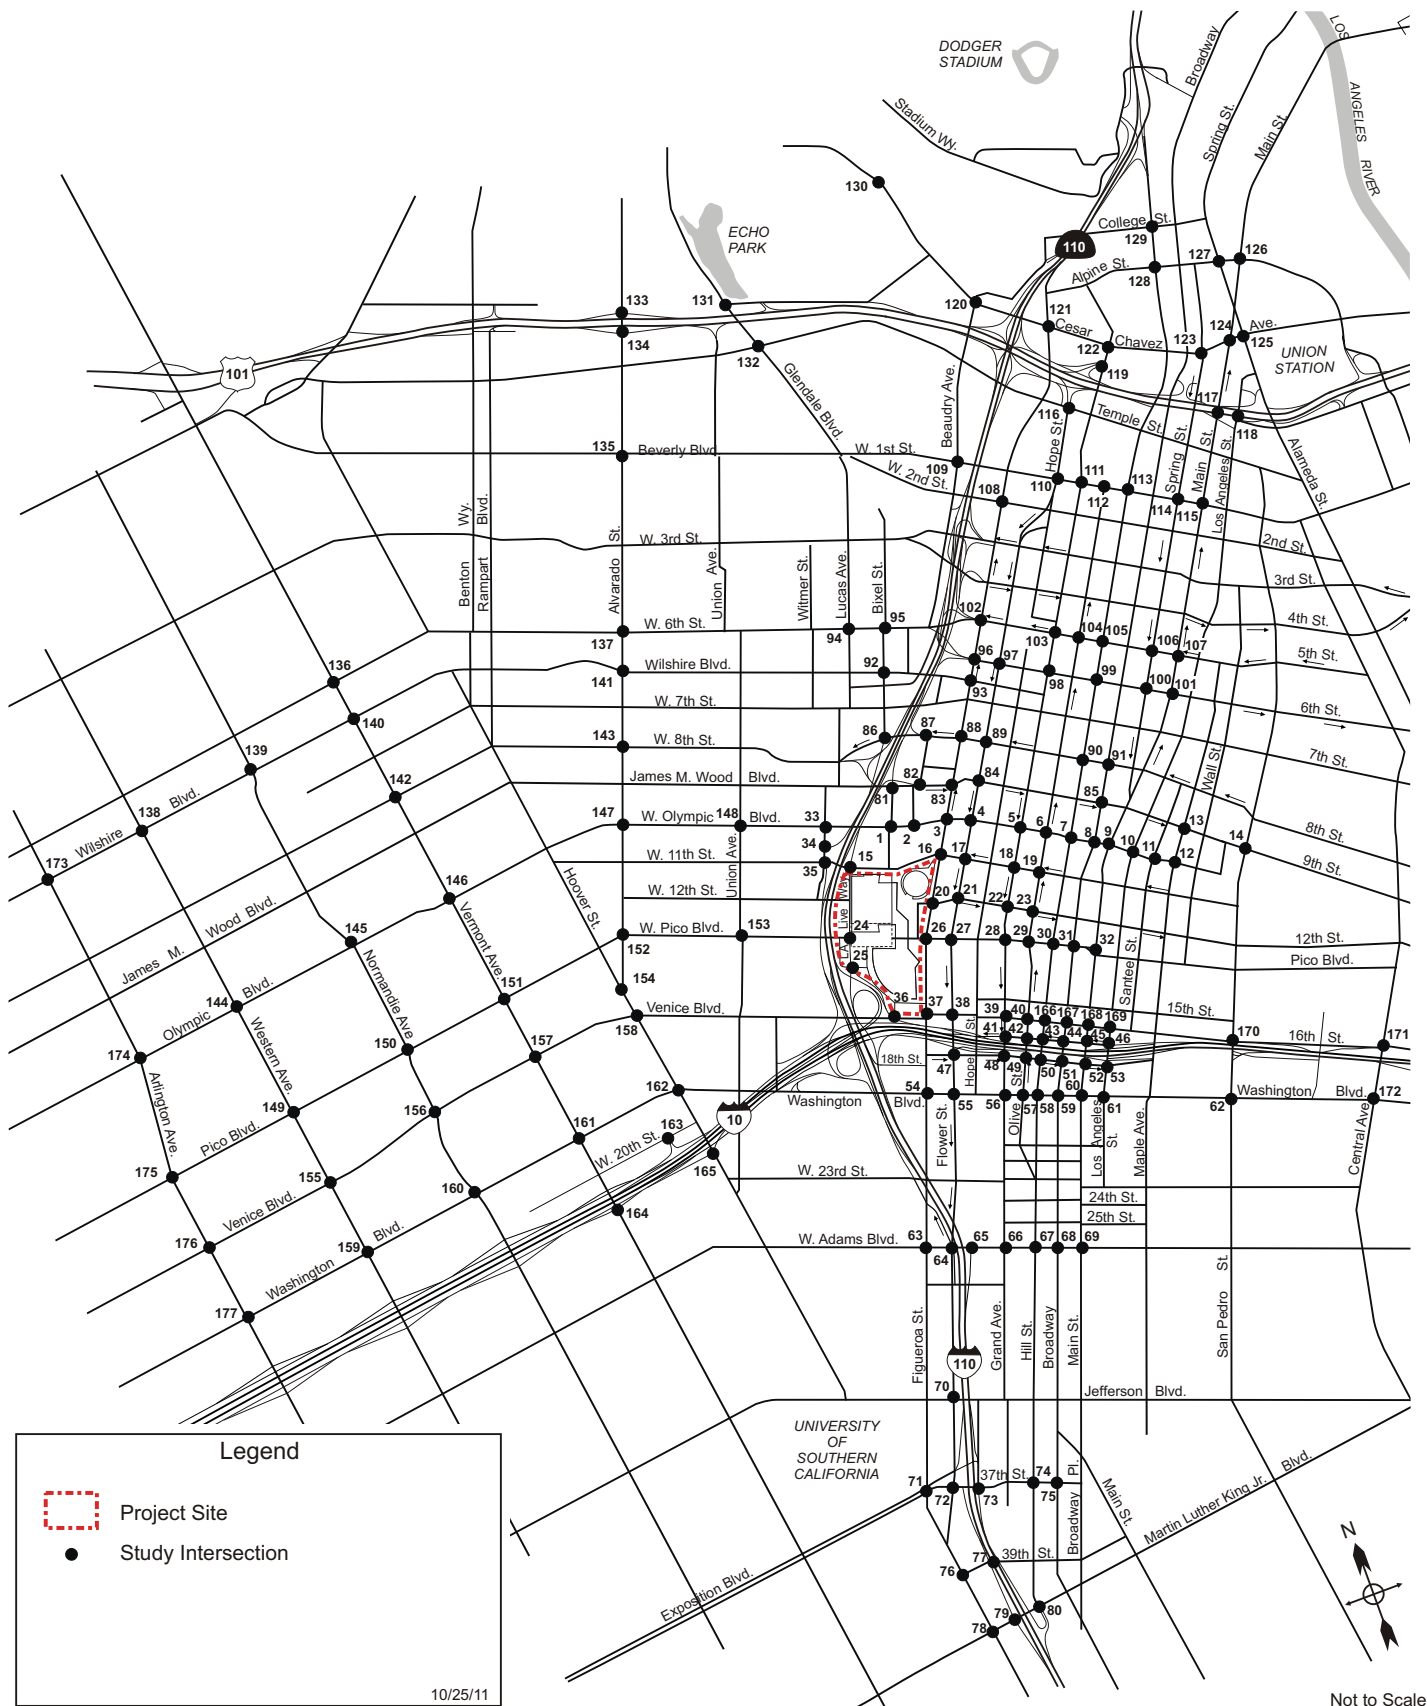 DODGER
STADIUM
Broadway
LOS
ANGELES
RIVER
Stadium Wy.
Spring St.
Main St.
130
ECHO
PARK
College St.
129
110
127
126
Alpine St.
128
133
131
120
121
134
132
Cesar
Chavez
Ave.
122
123
124
125
101
119
UNION
STATION
Glendale Blvd.
Beaudry Ave.
116
Temple St.
117
118
135
Beverly Blvd.
W. 1st St.
W. 2nd St.
109
Hope St.
110
111
112
113
Spring St.
Main St.
Los Angeles St.
Alameda St.
108
114
115
Benton Wy.
Rampart Blvd.
Alvarado St.
W. 3rd St.
Union Ave.
Witmer St.
Lucas Ave.
Bixel St.
2nd St.
3rd St.
4th St.
102
137
W. 6th St.
94
95
103
104
105
106
107
5th St.
136
141
Wilshire Blvd.
92
96
97
93
98
99
100
101
6th St.
W. 7th St.
7th St.
140
139
143
W. 8th St.
86
87
88
89
90
91
Wall St.
142
James M. Wood Blvd.
81
82
83
84
85
138
Wilshire Blvd.
147
W. Olympic Blvd.
148
33
1
2
3
4
5
6
7
8
9
10
11
12
13
14
8th St.
9th St.
173
34
35
W. 11th St.
15
16
17
18
19
146
Hoover St.
W. 12th St.
Union Ave.
LA Live Way
20
21
22
23
James M. Wood Blvd.
145
Vermont Ave.
152
W. Pico Blvd.
153
24
25
26
27
28
29
30
31
32
12th St.
Pico Blvd.
Santee St.
144
Olympic Blvd.
Normandie Ave
151
154
158
Venice Blvd.
36
37
38
39
40
166
167
168
169
15th St.
170
16th St.
171
174
Western Ave.
150
157
41
42
43
44
45
46
18th St.
47
Hope St.
48
49
50
51
52
53
Arlington Ave.
149
156
162
Washington Blvd.
54
55
56
57
58
59
60
61
62
Washington Blvd.
172
Pico Blvd.
161
10
163
W. 20th St.
165
Flower St.
Olive St.
Los Angeles St.
Maple Ave.
Central Ave.
175
155
160
164
W. 23rd St.
24th St.
25th St.
Venice Blvd.
176
159
W. Adams Blvd.
63
64
65
66
67
68
69
Washington Blvd.
177
Figueroa St.
Grand Ave.
Hill St.
Broadway
Main St.
San Pedro St.
110
70
Jefferson Blvd.
UNIVERSITY
OF
SOUTHERN
CALIFORNIA
71
72
73
37th St.
74
75
Broadway Pl.
Main St.
Martin Luther King Jr. Blvd.
76
77
39th St.
Exposition Blvd.
78
79
80
N
Legend
Project Site
Study Intersection
10/25/11
Not to Scale